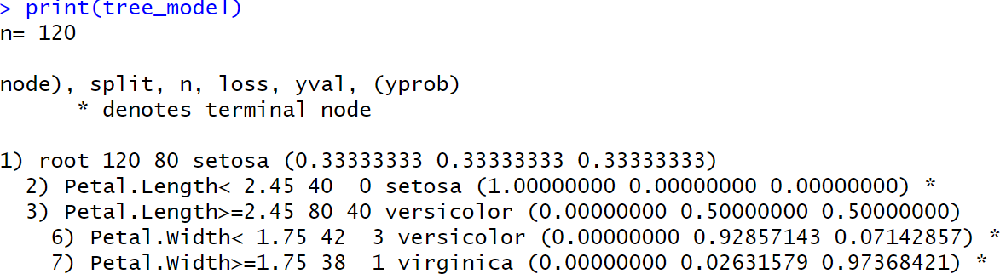 > print(tree_model)
n= 120
node), split, n, loss, yval, (yprob)
* denotes terminal node
1) root 120 80 setosa (0.33333333 0.33333333 0.33333333)
2) Petal.Length< 2.45 40  0 setosa (1.00000000 0.00000000 0.00000000) *
3) Petal.Length>=2.45 80 40 versicolor (0.00000000 0.50000000 0.50000000)
6) Petal.Width< 1.75 42  3 versicolor (0.00000000 0.92857143 0.07142857) *
7) Petal.Width>=1.75 38  1 virginica (0.00000000 0.02631579 0.97368421) *